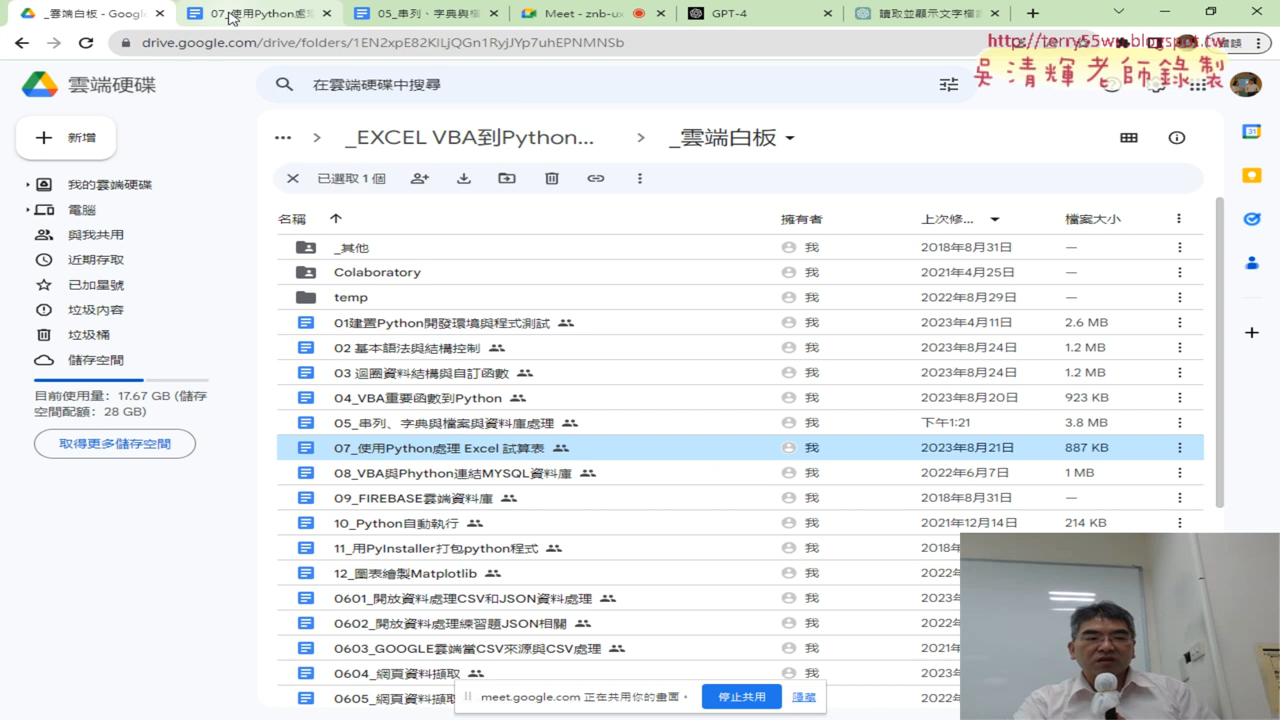 _雲端白板 - Googl
07_使用Python處理
05_串列、字典與檔
Meet - znb-ux
GPT-4
讀取並顯示文字檔
drive.google.com/drive/folders/1EN2xpE82KILjQGm1RyJYp7uhEPNMNSb
http://terry55wu.blogspot.tw
吳清輝老師錄製
雲端硬碟
在雲端硬碟中搜尋
新增
_EXCEL VBA到Python...
_雲端白板
已選取 1 個
我的雲端硬碟
電腦
與我共用
近期存取
已加星號
垃圾內容
垃圾桶
儲存空間
目前使用量：17.67 GB (儲存
空間配額：28 GB)
取得更多儲存空間
名稱 擁有者 上次修... 檔案大小
_其他 我 2018年8月31日 —
Colaboratory 我 2021年4月25日 —
temp 我 2022年8月29日 —
01建置Python開發環境與程式測試 我 2023年4月11日 2.6 MB
02 基本語法與結構控制 我 2023年8月24日 1.2 MB
03 迴圈資料結構與自訂函數 我 2023年8月24日 1.2 MB
04_VBA重要函數到Python 我 2023年8月20日 923 KB
05_串列、字典與檔案與資料庫處理 我 下午1:21 3.8 MB
07_使用Python處理 Excel 試算表 我 2023年8月21日 887 KB
08_VBA與Phython連結MYSQL資料庫 我 2022年6月7日 1 MB
09_FIREBASE雲端資料庫 我 2018年8月31日 —
10_Python自動執行 我 2021年12月14日 214 KB
11_用PyInstaller打包python程式 我 2018
12_圖表繪製Matplotlib 我 2022
0601_開放資料處理CSV和JSON資料處理 我 2023
0602_開放資料處理練習題JSON相關 我 2022
0603_GOOGLE雲端當CSV來源與CSV處理 我 2021
0604_網頁資料擷取 我 2022
0605_網頁資料擷取 2022
meet.google.com 正在共用你的畫面。
停止共用
隱藏